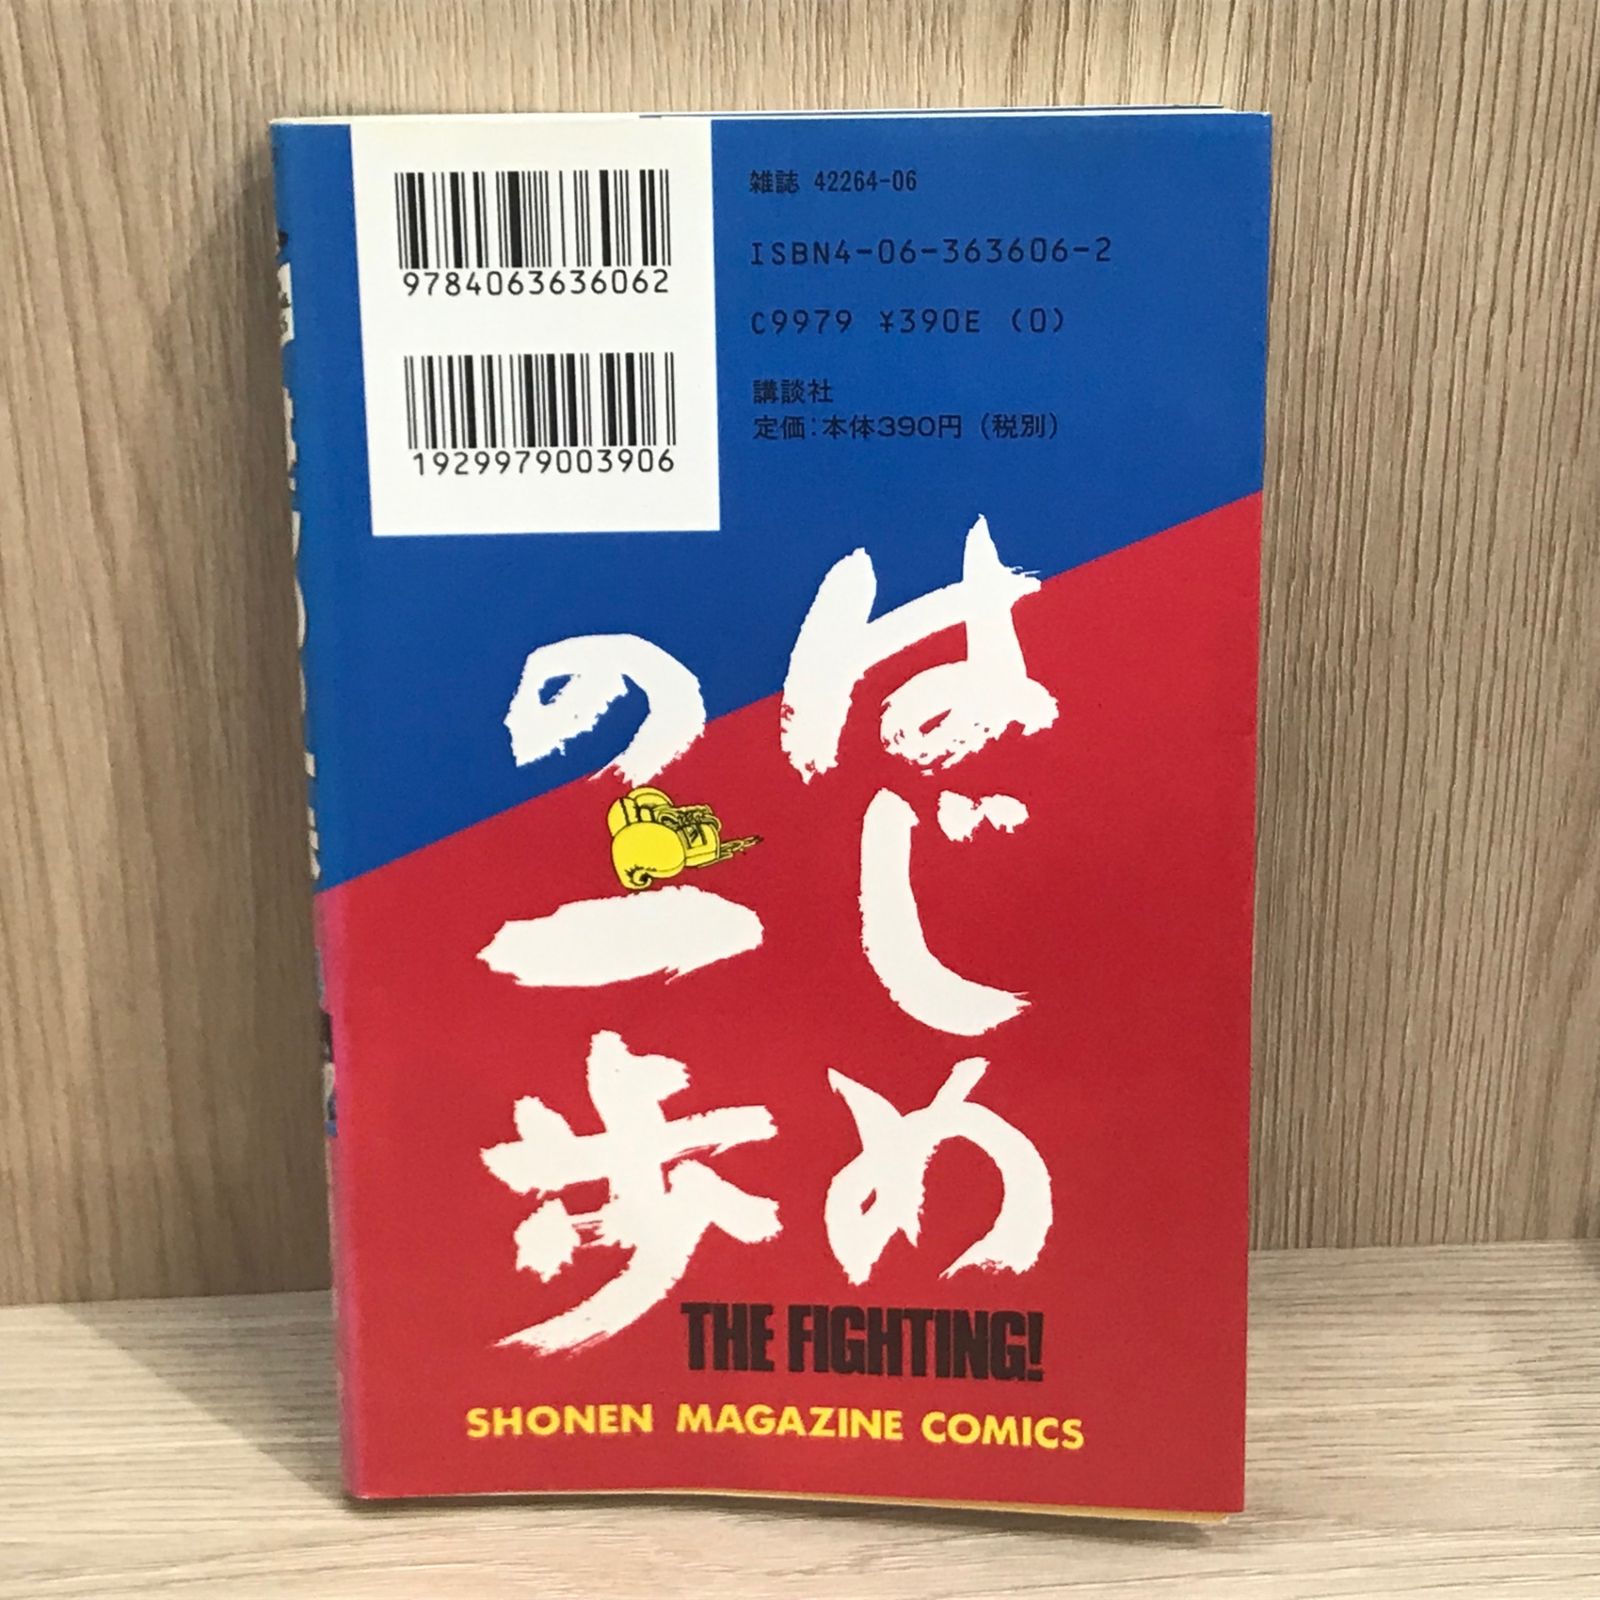 9784063636062
1929979003906
雑誌 42264-06
ISBN4-06-363606-2
C9979 ¥390E (0)
講談社
定価:本体390円(税別)
はじめ
の一歩
THE FIGHTING!
SHONEN MAGAZINE COMICS